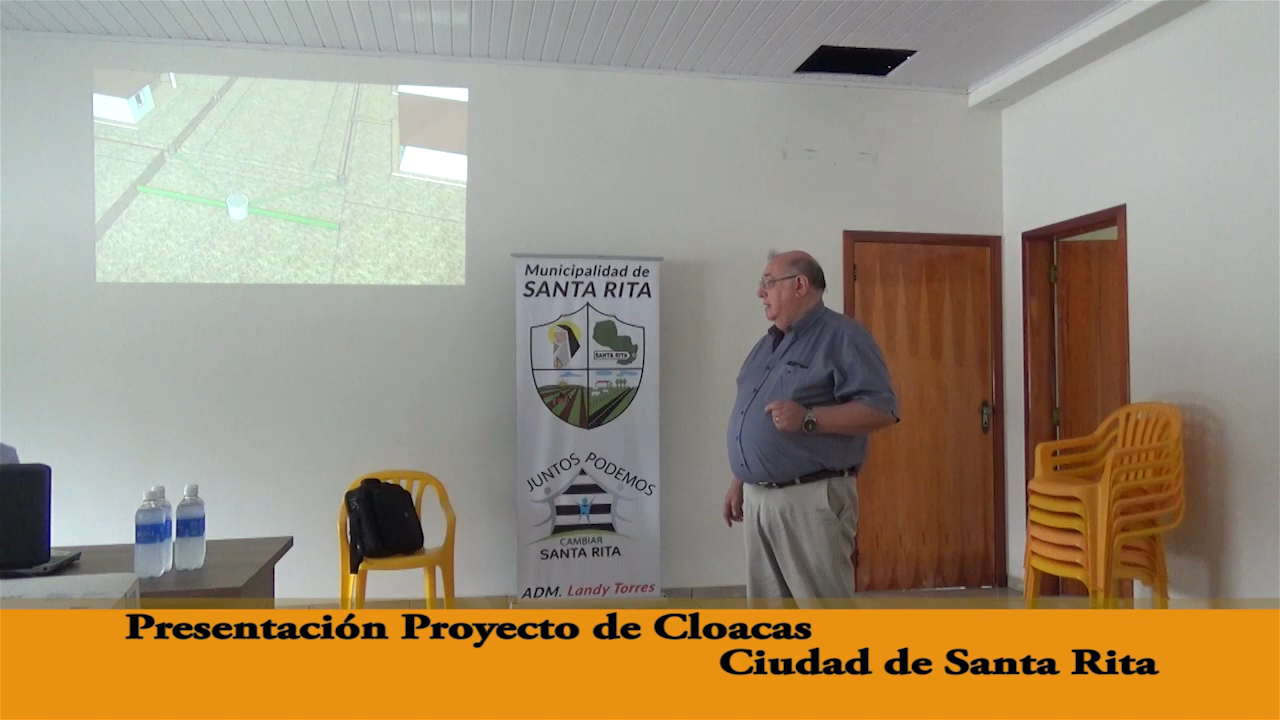 Municipalidad de
SANTA RITA
SANTA RITA
JUNTOS PODEMOS
CAMBIAR
SANTA RITA
ADM. Landy Torres
Presentación Proyecto de Cloacas
Ciudad de Santa Rita